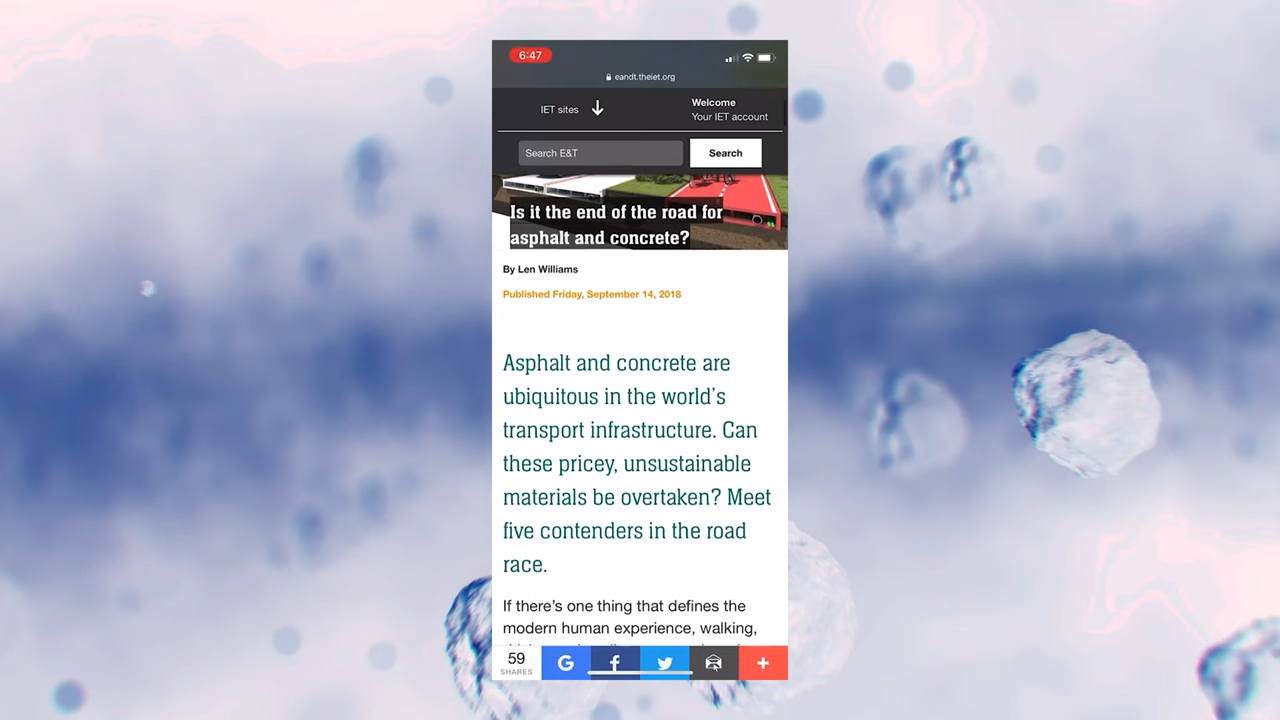 6:47
eandt.theiet.org
IET sites
Welcome
Your IET account
Search E&T
Search
Is it the end of the road for
asphalt and concrete?
By Len Williams
Published Friday, September 14, 2018
Asphalt and concrete are
ubiquitous in the world's
transport infrastructure. Can
these pricey, unsustainable
materials be overtaken? Meet
five contenders in the road
race.
If there's one thing that defines the
modern human experience, walking,
59
SHARES
G
f
+